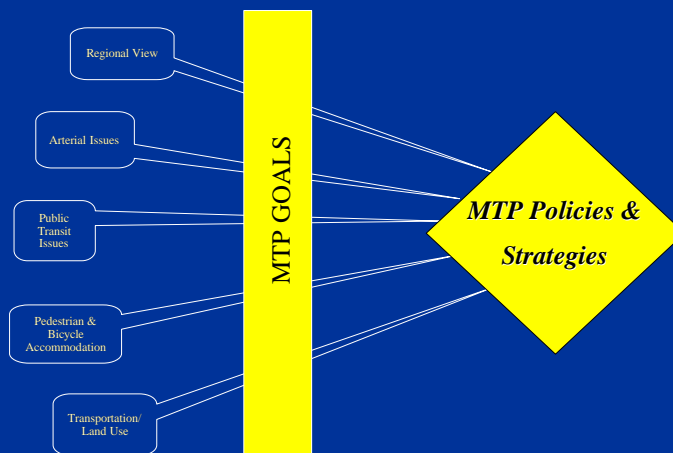 Regional View
Arterial Issues
Public
Transit
Issues
Pedestrian &
Bicycle
Accommodation
Transportation/
Land Use
MTP GOALS
MTP Policies &
Strategies